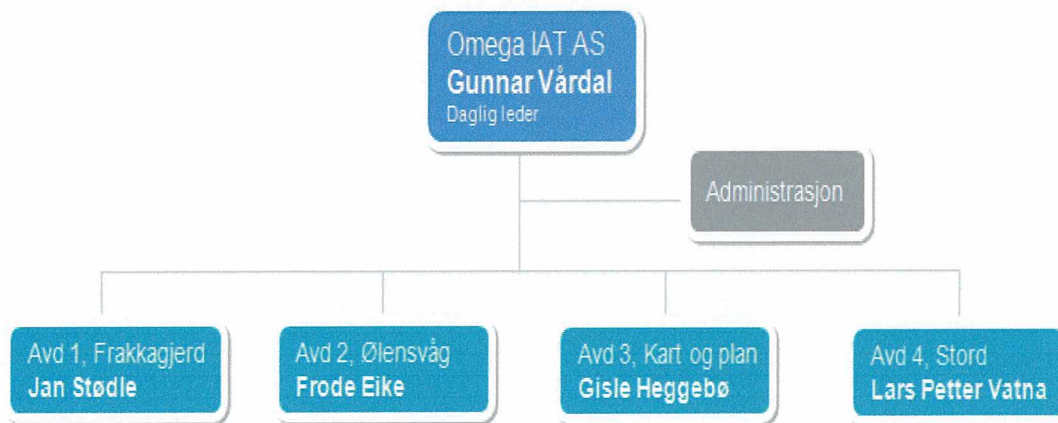 Omega IAT AS
Gunnar Vårdal
Daglig leder
Administrasjon
Avd 1, Frakkagjerd
Jan Stødle
Avd 2, Ølensvåg
Frode Eike
Avd 3, Kart og plan
Gisle Heggebø
Avd 4, Stord
Lars Petter Vatna